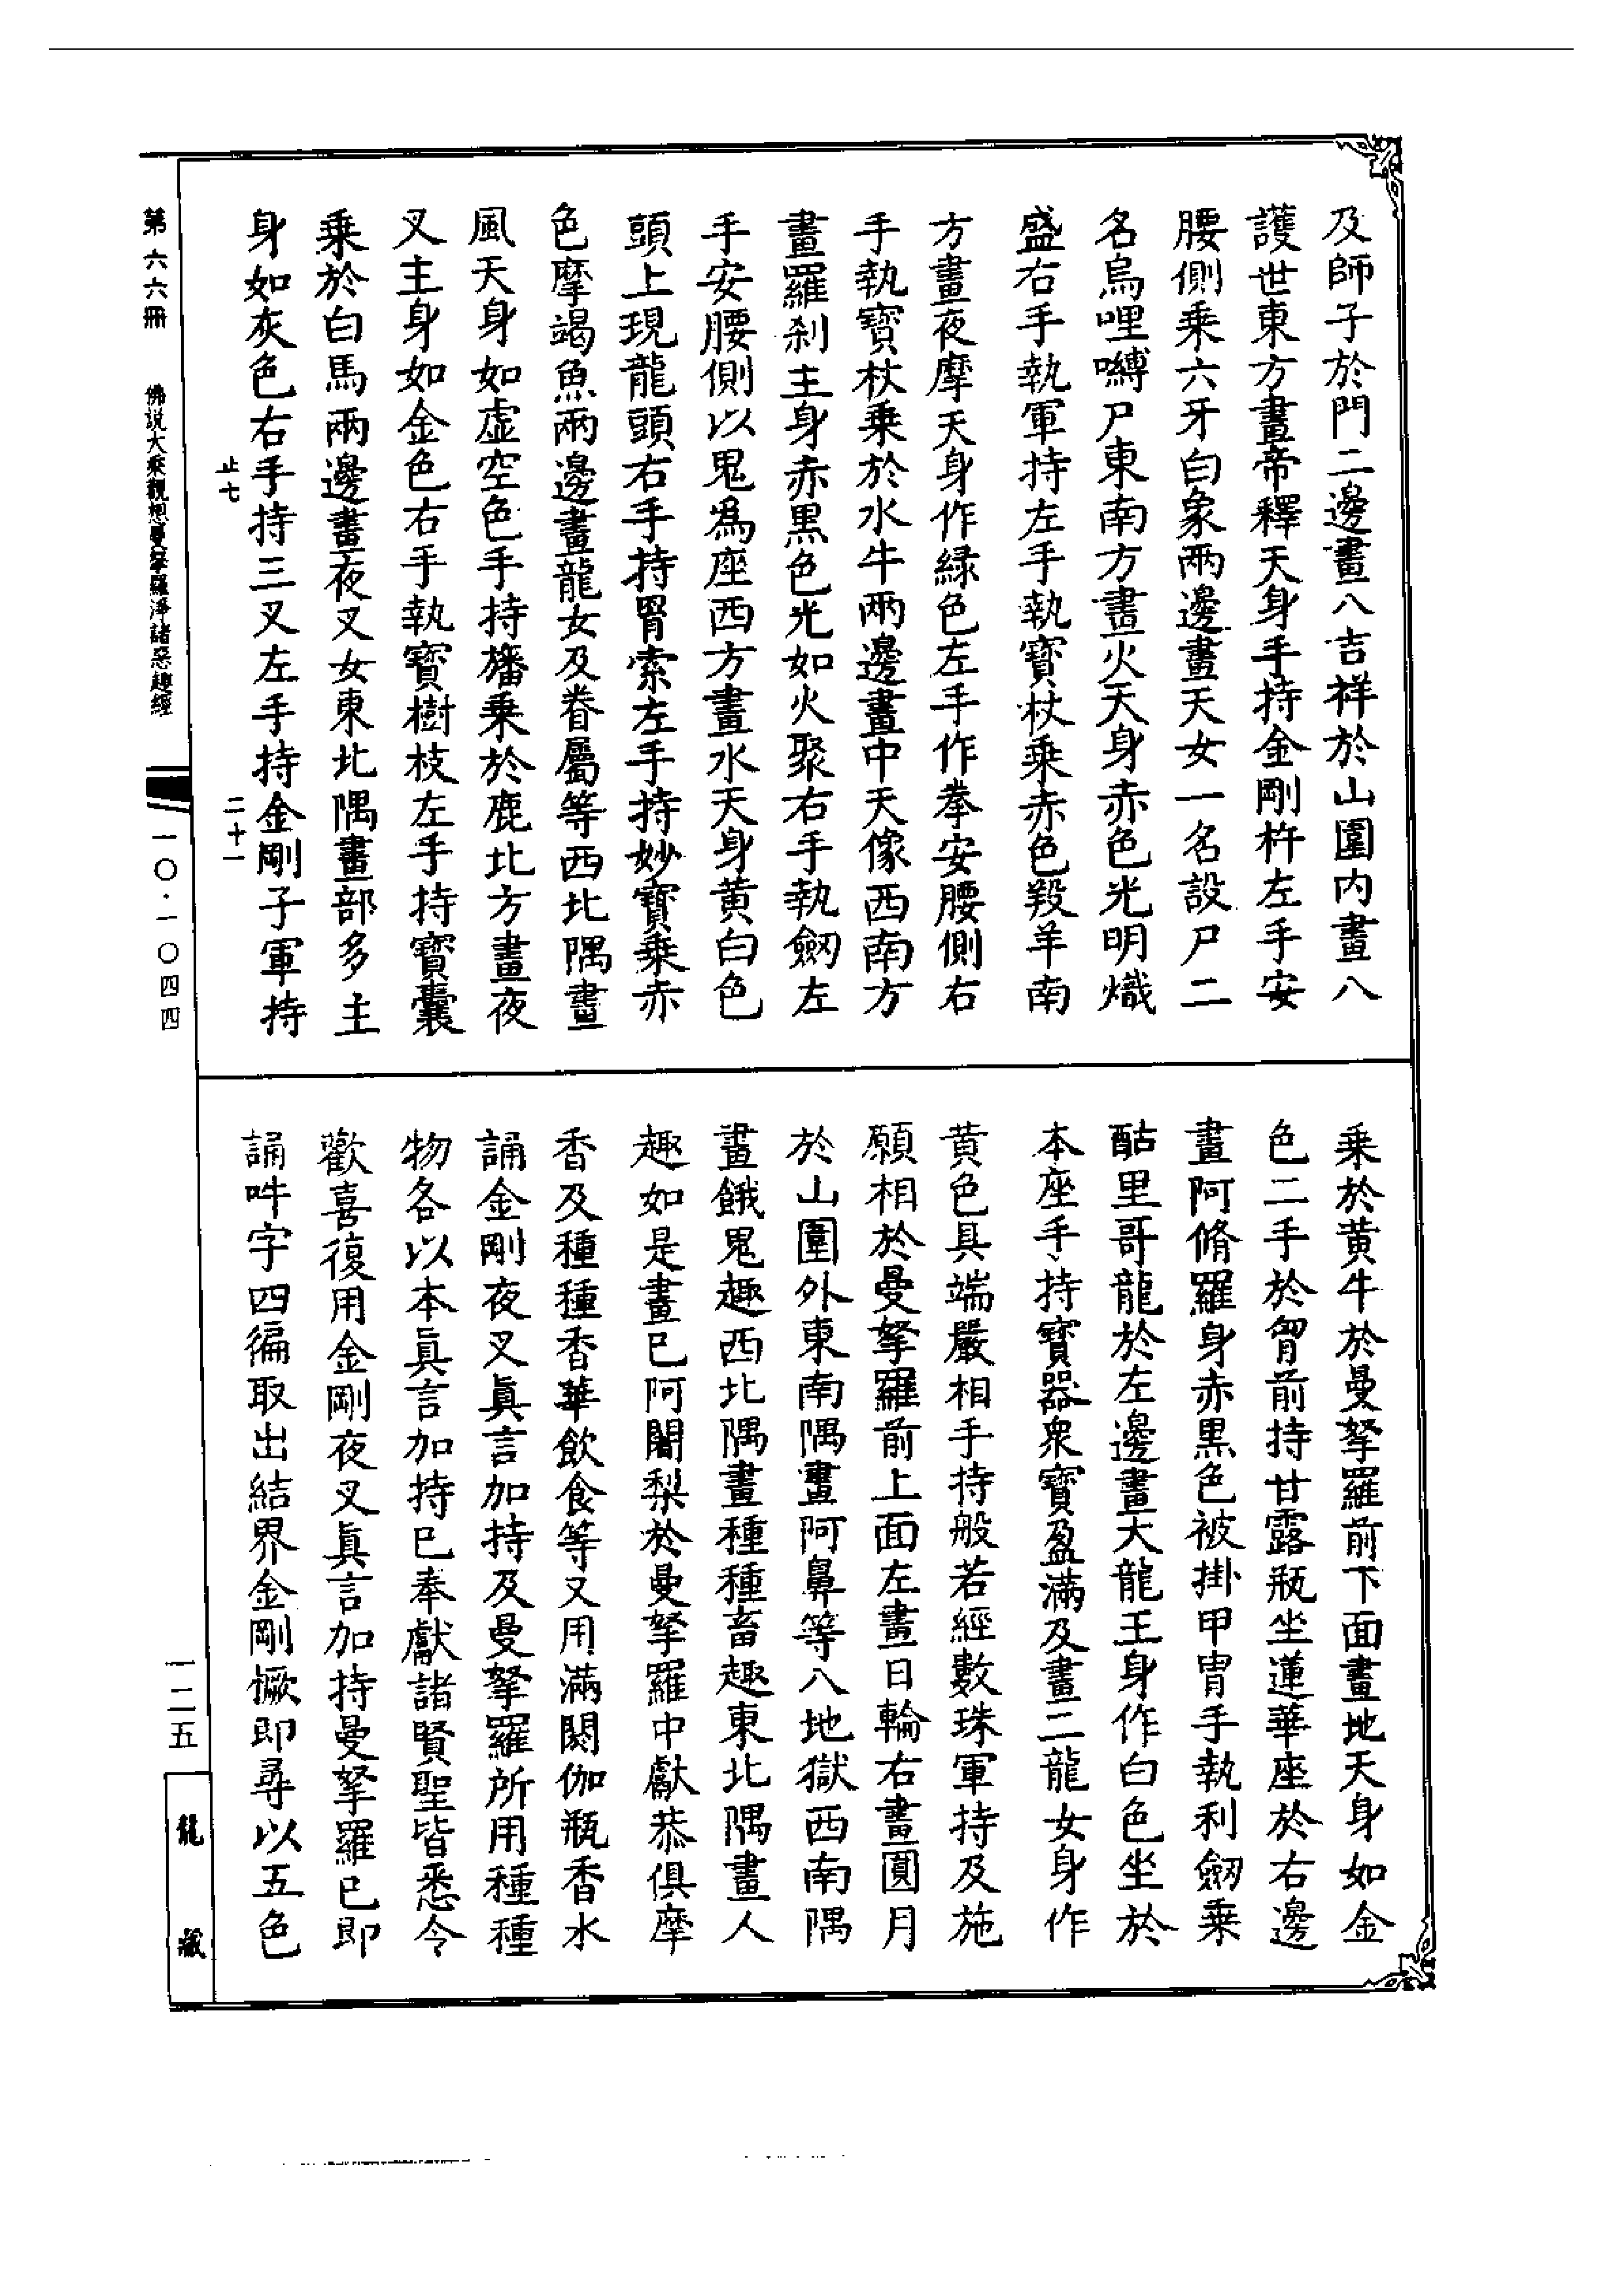 及師子於門二邊畫八吉祥於山圍内畫八
護世東方畫帝釋天身手持金剛杵左手安
腰側乘六牙白象兩邊畫天女一名設尸二
名烏哩嚩尸東南方畫火天身赤色光明熾
盛右手執軍持左手執寶杖乘赤色羖羊南
方畫夜摩天身作緑色左手作拳安腰側右
手執寶杖乘於水牛兩邊畫中天像西南方
畫羅刹主身赤黑色光如火聚右手執劒左
手安腰側以鬼爲座西方畫水天身黄白色
頭上現龍頭右手持罥索左手持妙寶乘赤
色摩竭魚兩邊畫龍女及眷屬等西北隅畫
風天身如虚空色手持旛乘於鹿北方畫夜
叉主身如金色右手執寶樹枝左手持寶囊
乘於白馬兩邊畫夜叉女東北隅畫部多主
身如灰色右手持三叉左手持金剛子軍持
乘於黄牛於曼拏羅前下面畫地天身如金
色二手於胷前持甘露瓶坐蓮華座於右邊
畫阿脩羅身赤黒色被掛甲胄手執利劒乘
酤里哥龍於左邊畫大龍王身作白色坐於
本座手持寶器衆寶盈滿及畫二龍女身作
黄色具端嚴相手持般若經數珠軍持及施
願相於曼拏羅前上面左畫日輪右畫圓月
於山圍外東南隅畫阿鼻等八地獄西南隅
畫餓鬼趣西北隅畫種種畜趣東北隅畫人
趣如是畫已阿闍梨於曼拏羅中獻恭俱摩
香及種種香華飲食等又用滿閼伽瓶香水
誦金剛夜叉眞言加持及曼拏羅所用種種
物各以本眞言加持已奉獻諸賢聖皆悉令
歡喜復用金剛夜叉眞言加持曼拏羅已即
誦吽字四徧取出結界金剛橛即尋以五色
第六六冊 佛説大乘觀想曼拏羅淨諸惡趣經
止七 二十一
一〇·一〇四四
一二五
龍藏